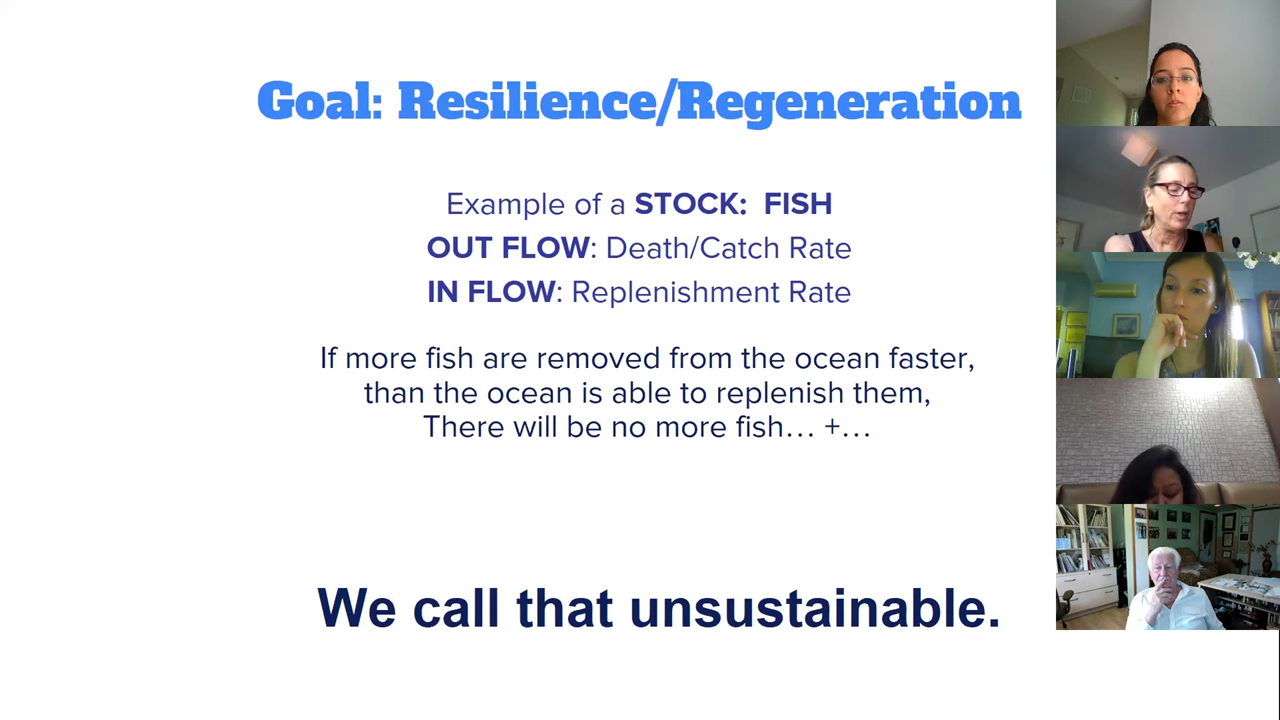 Goal: Resilience/Regeneration
Example of a STOCK: FISH
OUT FLOW: Death/Catch Rate
IN FLOW: Replenishment Rate
If more fish are removed from the ocean faster,
than the ocean is able to replenish them,
There will be no more fish… +…
We call that unsustainable.